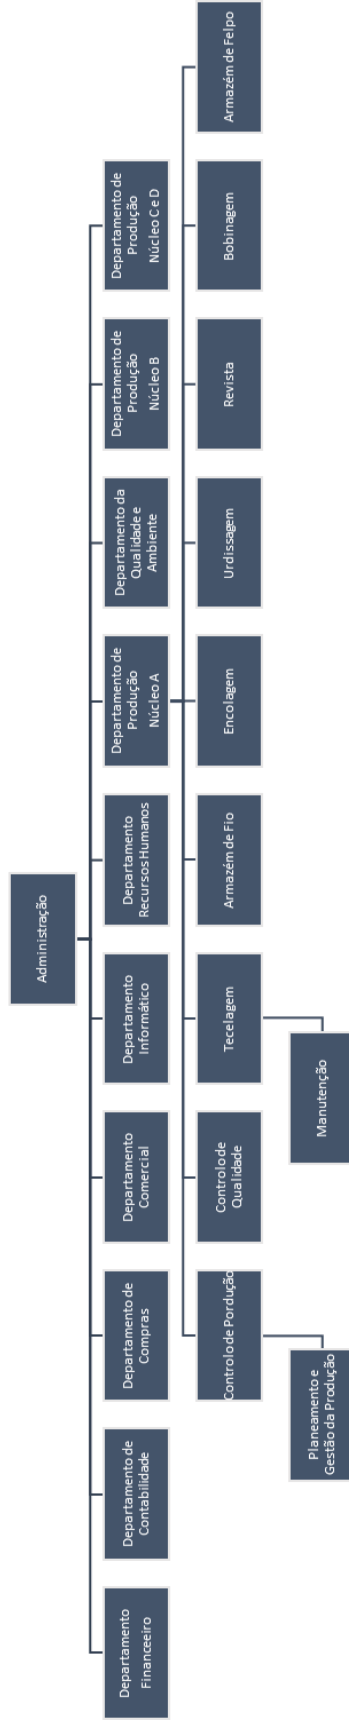 Administração
Departamento
Financeeiro
Departamento de
Contabilidade
Departamento de
Compras
Departamento
Comercial
Departamento
Informático
Departamento
Recursos Humanos
Departamento de
Produção
Núcleo A
Departamento da
Qualidade e
Ambiente
Departamento de
Produção
Núcleo B
Departamento de
Produção
Núcleo C e D
Controlo de Pordução
Controlo de
Qualidade
Tecelagem
Armazém de Fio
Encolagem
Urdissagem
Revista
Bobinagem
Armazém de Felpo
Planeamento e
Gestão da Produção
Manutenção